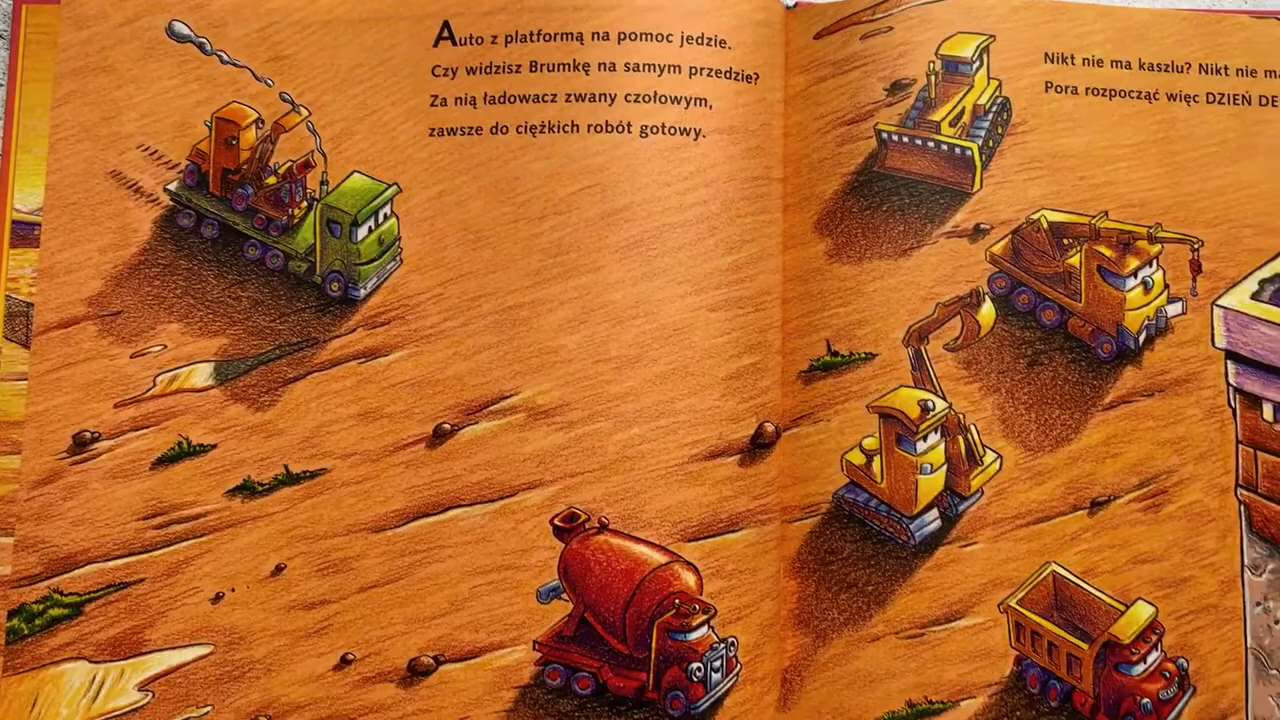 Auto z platformą na pomoc jedzie.
Czy widzisz Brumkę na samym przedzie?
Za nią ładowacz zwany czołowym,
zawsze do ciężkich robót gotowy.
Nikt nie ma kaszlu? Nikt nie
Pora rozpocząć więc DZIEŃ